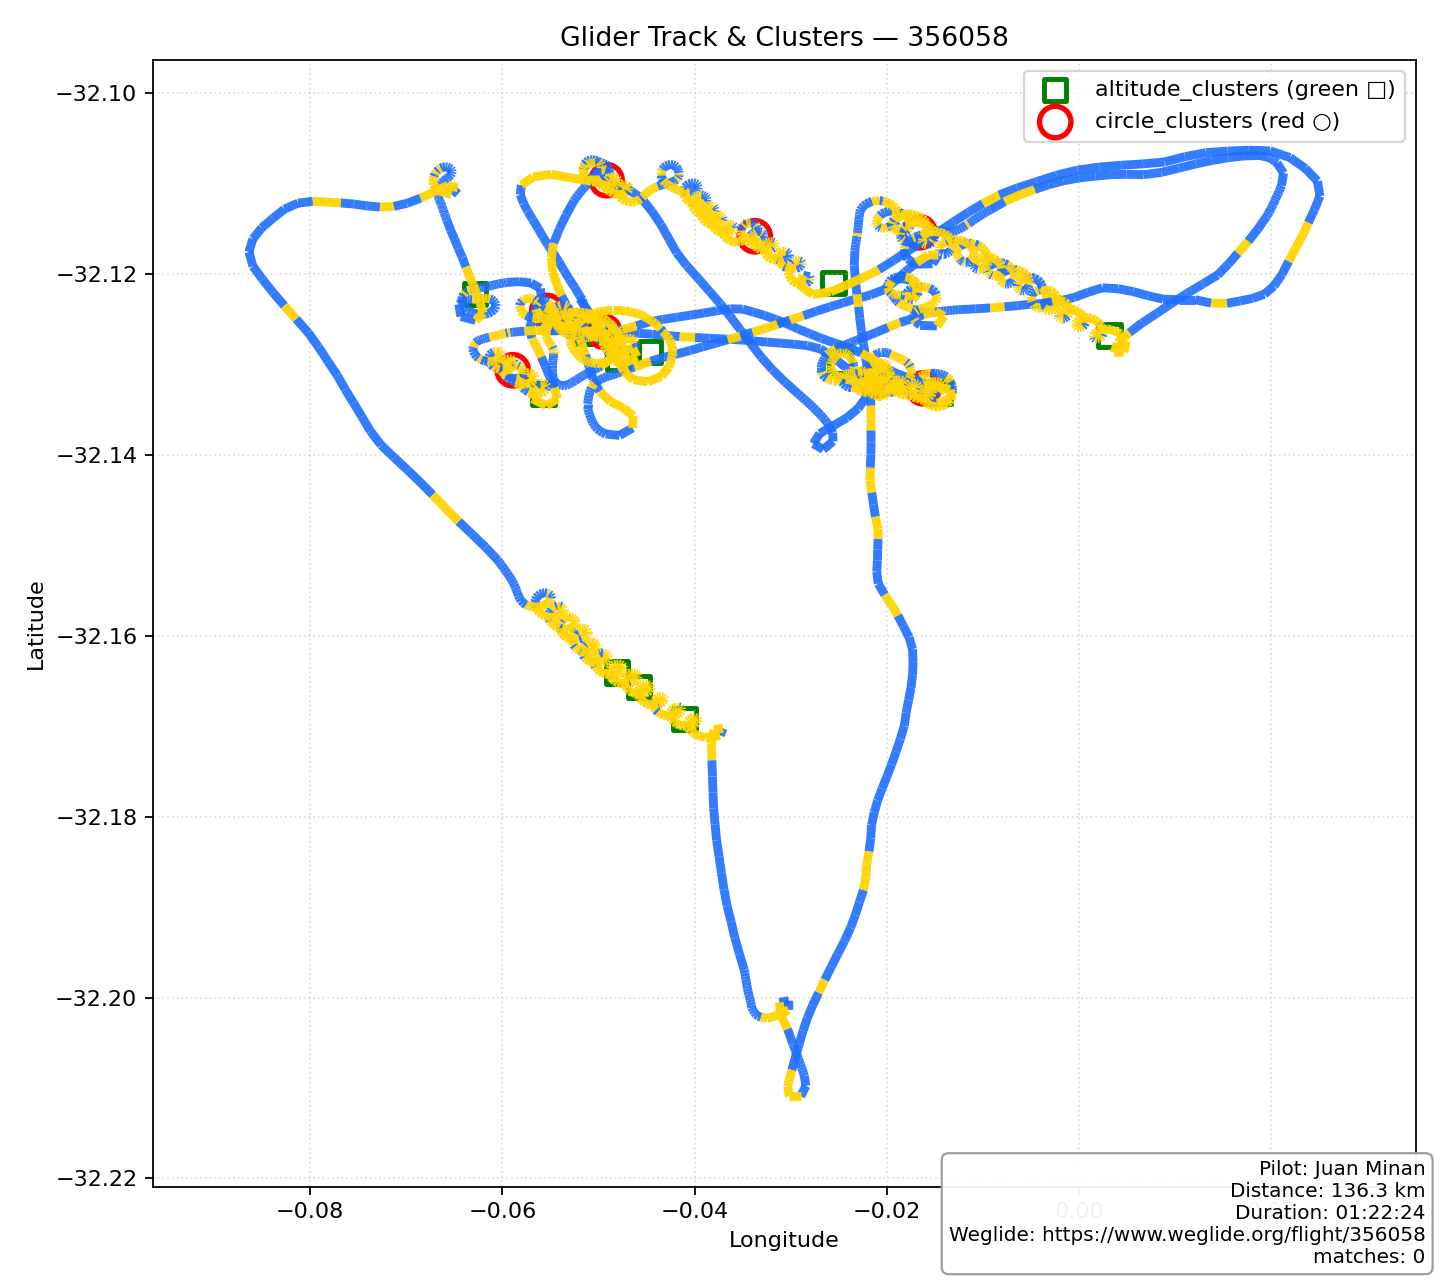 Glider Track & Clusters — 356058
altitude_clusters (green □)
circle_clusters (red ○)
−32.10
−32.12
−32.14
−32.16
−32.18
−32.20
−32.22
Latitude
−0.08
−0.06
−0.04
−0.02
0.00
Longitude
Pilot: Juan Minan
Distance: 136.3 km
Duration: 01:22:24
Weglide: https://www.weglide.org/flight/356058
matches: 0